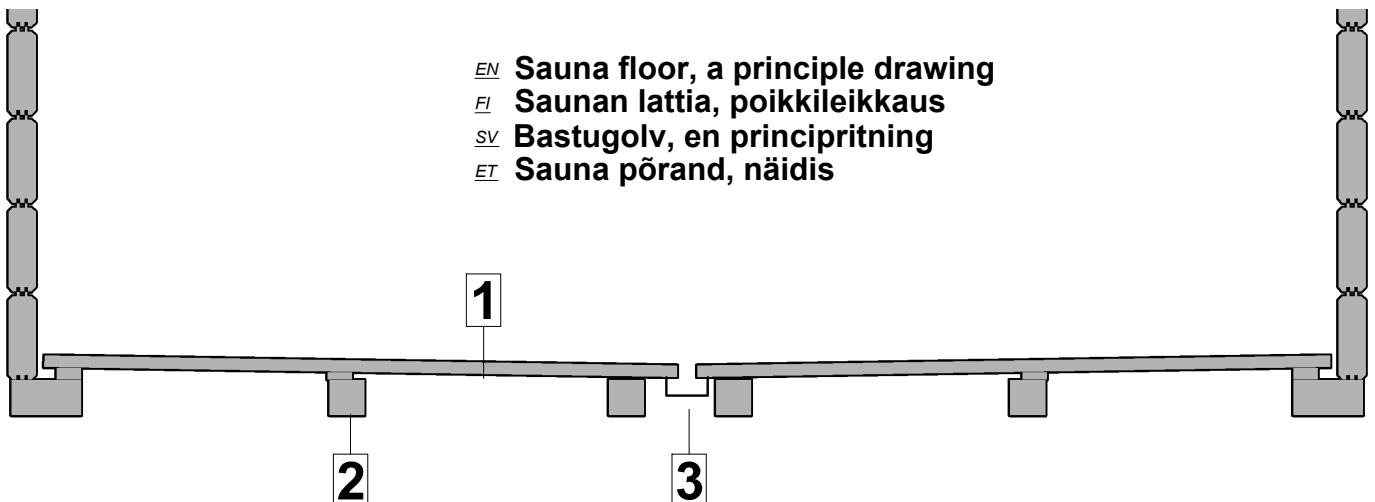 EN Sauna floor, a principle drawing
FI Saunan lattia, poikkileikkaus
SV Bastugolv, en principritning
ET Sauna põrand, näidis
1
2 3